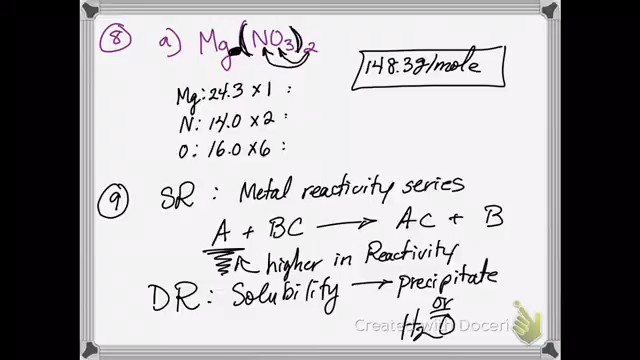 ⑧ a) Mg(NO3)2
148.3g/mole
Mg: 24.3 × 1 :
N: 14.0 × 2 :
O: 16.0 × 6 :
⑨ SR : Metal reactivity series
A + BC → AC + B
higher in Reactivity
DR : Solubility → precipitate
or
H2O
Created with Doceri